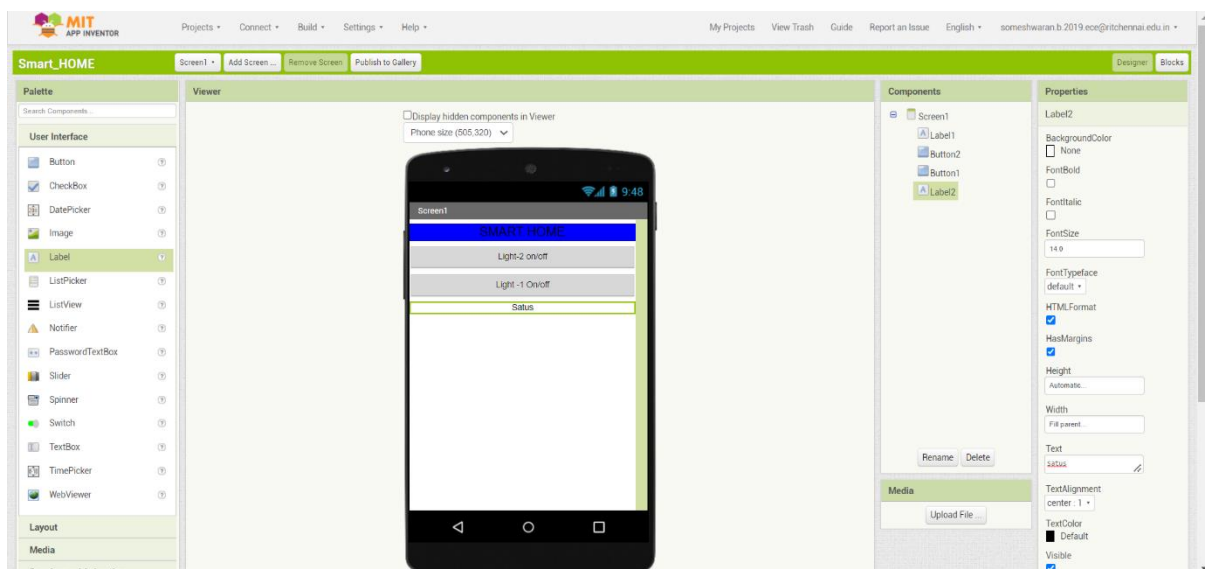 MIT
APP INVENTOR
Projects Connect Build Settings Help My Projects View Trash Guide Report an Issue English someshwaran.b.2019.ece@ritchennai.edu.in
Smart_HOME Screen1 Add Screen ... Remove Screen Publish to Gallery Designer Blocks
Palette
Search Components...
User Interface
Button
CheckBox
DatePicker
Image
Label
ListPicker
ListView
Notifier
PasswordTextBox
Slider
Spinner
Switch
TextBox
TimePicker
WebViewer
Layout
Media
Viewer
Display hidden components in Viewer
Phone size (505,320)
9:48
Screen1
SMART HOME
Light-2 on/off
Light -1 On/off
Satus
Components
Screen1
Label1
Button2
Button1
Label2
Rename Delete
Media
Upload File ...
Properties
Label2
BackgroundColor
None
FontBold
FontItalic
FontSize
14.0
FontTypeface
default
HTMLFormat
HasMargins
Height
Automatic...
Width
Fill parent...
Text
satus
TextAlignment
center : 1
TextColor
Default
Visible